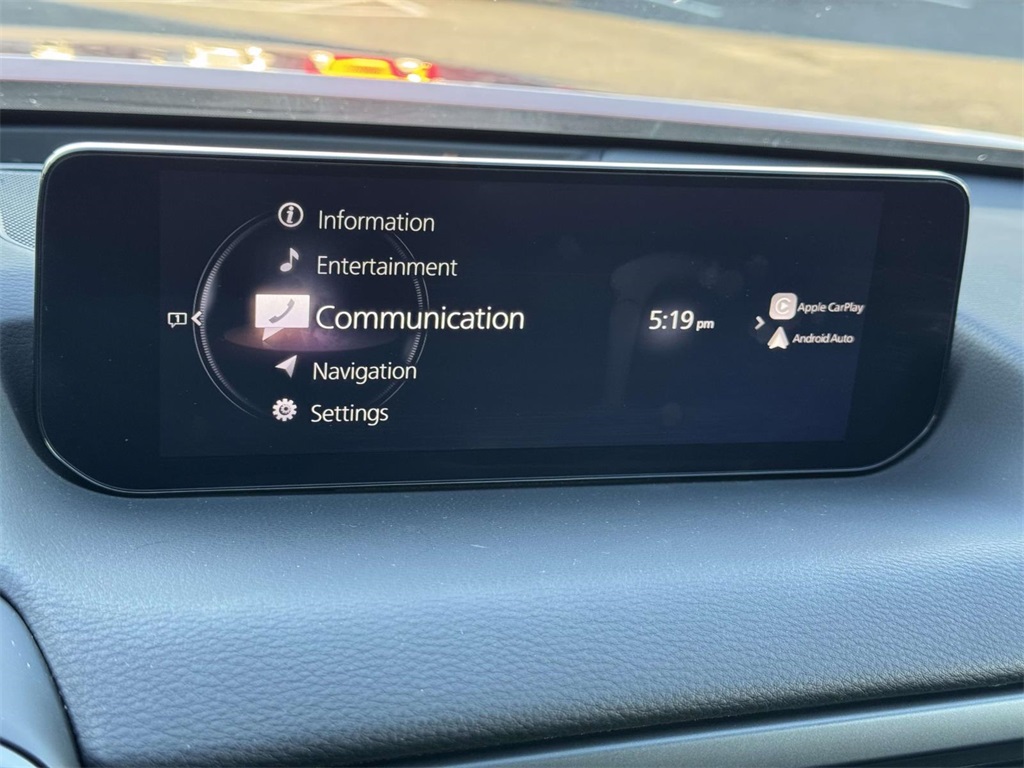 Information
Entertainment
Communication
Navigation
Settings
5:19 pm
Apple CarPlay
Android Auto